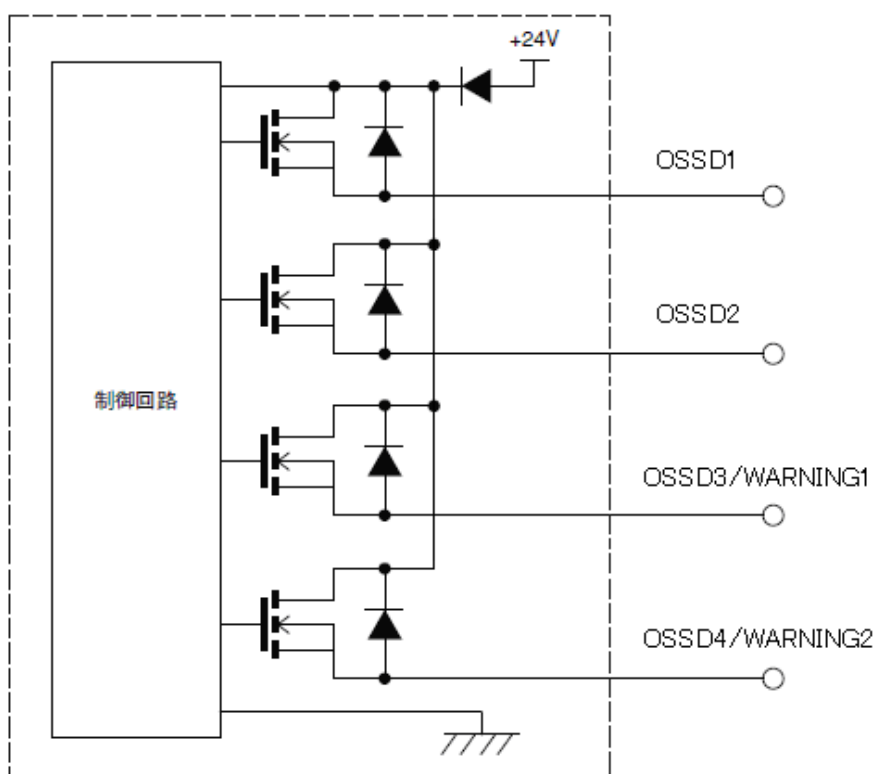 +24V
OSSD1
OSSD2
制御回路
OSSD3/WARNING1
OSSD4/WARNING2